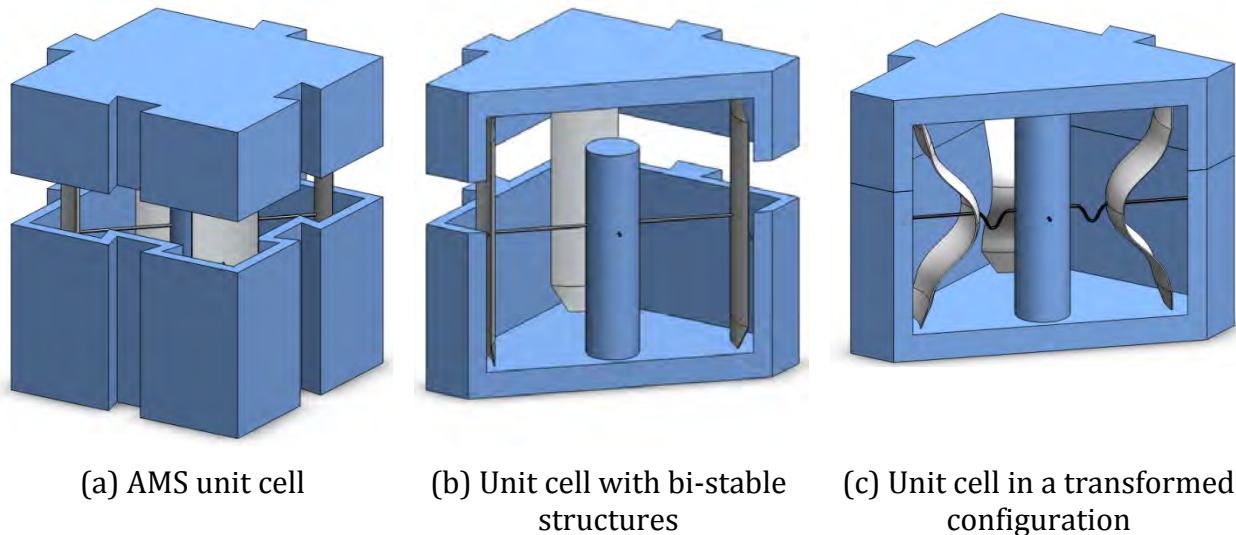 (a) AMS unit cell
(b) Unit cell with bi-stable
structures
(c) Unit cell in a transformed
configuration